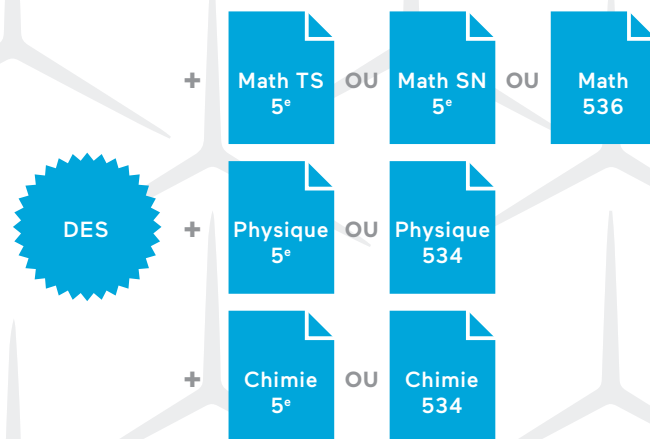 + Math TS 5ᵉ OU Math SN 5ᵉ OU Math 536
DES + Physique 5ᵉ OU Physique 534
+ Chimie 5ᵉ OU Chimie 534